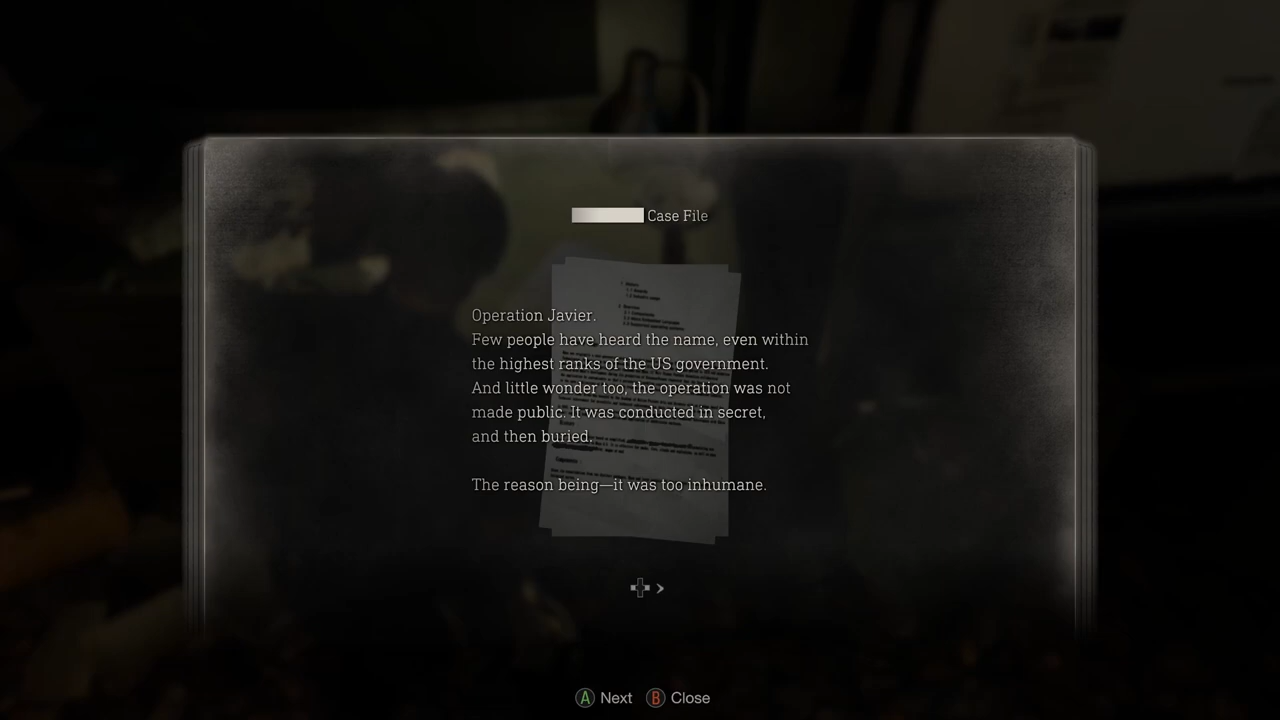 Case File
Operation Javier.
Few people have heard the name, even within
the highest ranks of the US government.
And little wonder too, the operation was not
made public. It was conducted in secret,
and then buried.
The reason being—it was too inhumane.
A Next B Close